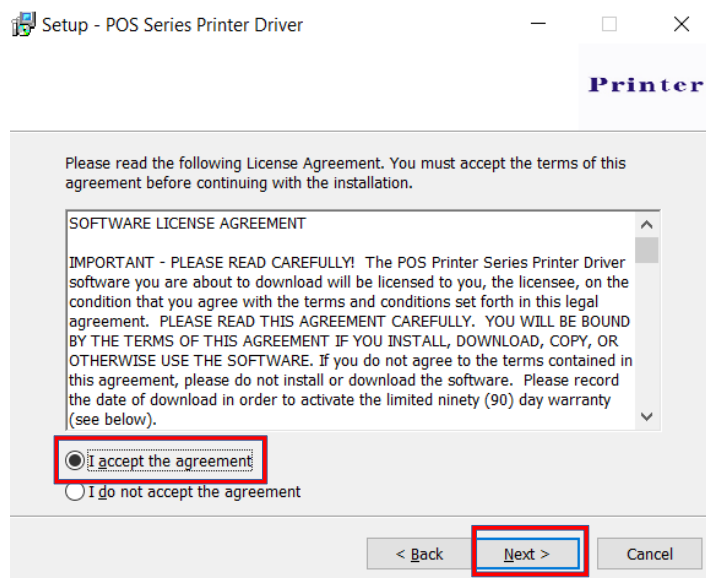 Setup - POS Series Printer Driver
Printer
Please read the following License Agreement. You must accept the terms of this
agreement before continuing with the installation.
SOFTWARE LICENSE AGREEMENT
IMPORTANT - PLEASE READ CAREFULLY!  The POS Printer Series Printer Driver
software you are about to download will be licensed to you, the licensee, on the
condition that you agree with the terms and conditions set forth in this legal
agreement.  PLEASE READ THIS AGREEMENT CAREFULLY.  YOU WILL BE BOUND
BY THE TERMS OF THIS AGREEMENT IF YOU INSTALL, DOWNLOAD, COPY, OR
OTHERWISE USE THE SOFTWARE. If you do not agree to the terms contained in
this agreement, please do not install or download the software.  Please record
the date of download in order to activate the limited ninety (90) day warranty
(see below).
I accept the agreement
I do not accept the agreement
< Back
Next >
Cancel